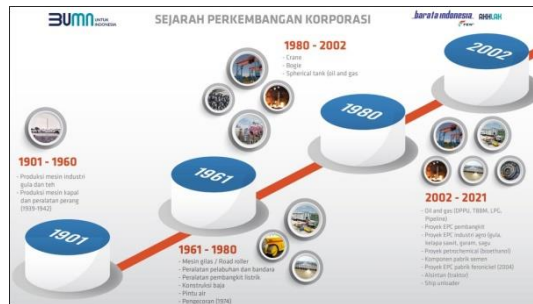 BUMN UNTUK INDONESIA
SEJARAH PERKEMBANGAN KORPORASI
barata indonesia
AKHLAK
1901 - 1960
- Produksi mesin industri
gula dan teh
- Produksi mesin kapal
dan peralatan perang
(1939-1942)
1901
1961
1961 - 1980
- Mesin gilas / Road roller
- Peralatan pelabuhan dan bandara
- Peralatan pembangkit listrik
- Konstruksi baja
- Pintu air
- Pengecoran (1976)
1980 - 2002
- Crane
- Bogie
- Spherical tank (oil and gas
1980
2002
2002 - 2021
- Oil and gas (DPPU, TBBM, LPG,
Pipeline)
- Proyek EPC pembangkit
- Proyek EPC industri agro (gula,
kelapa sawit, garam, sagu
- Proyek petrochemical (bioethanol)
- Komponen pabrik semen
- Proyek EPC pabrik feronikel (2004)
- Ship unloader